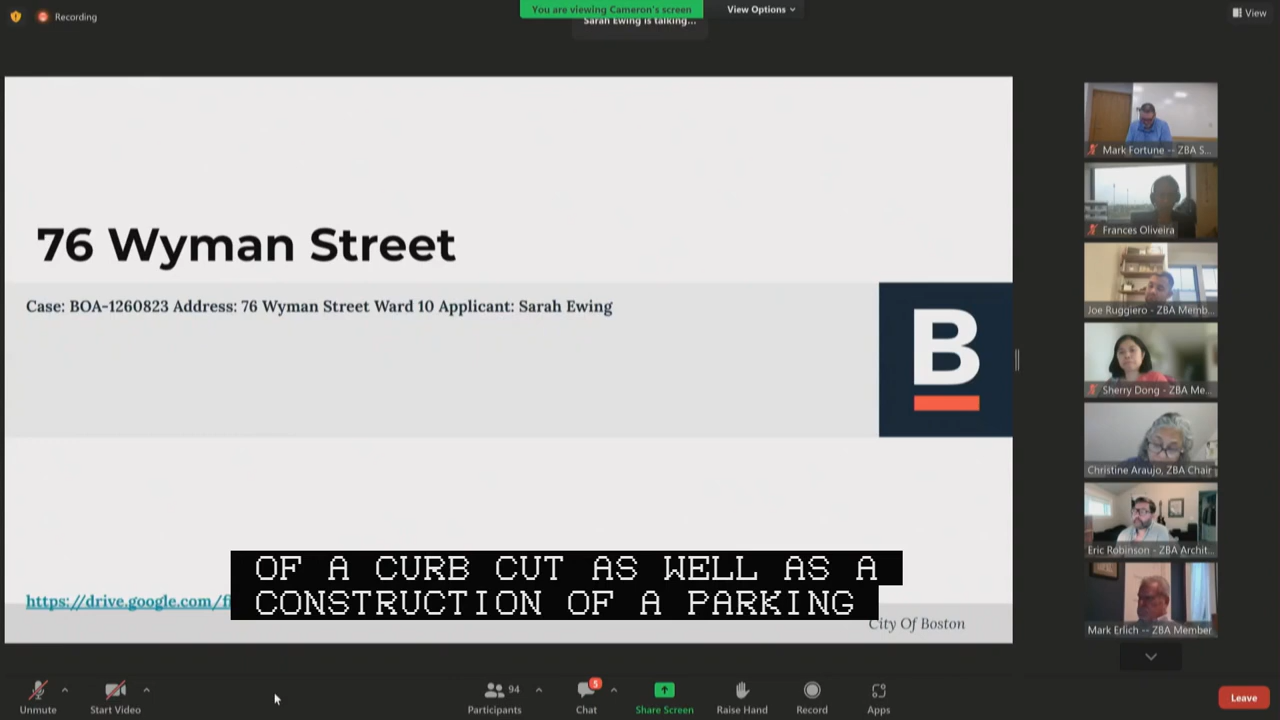 Recording
You are viewing Cameron's screen
View Options
Sarah Ewing is talking...
View
76 Wyman Street
Case: BOA-1260823 Address: 76 Wyman Street Ward 10 Applicant: Sarah Ewing
B
https://drive.google.com/fi
OF A CURB CUT AS WELL AS A
CONSTRUCTION OF A PARKING
City Of Boston
Mark Fortune -- ZBA S...
Frances Oliveira
Joe Ruggiero - ZBA Memb...
Sherry Dong - ZBA Me...
Christine Araujo, ZBA Chair
Eric Robinson - ZBA Archit...
Mark Erlich -- ZBA Member
Unmute
Start Video
94
Participants
5
Chat
Share Screen
Raise Hand
Record
Apps
Leave